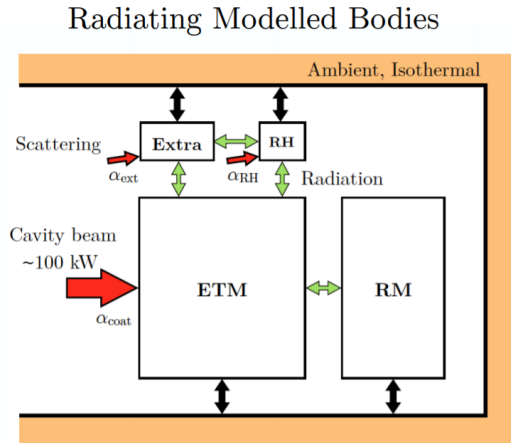 Radiating Modelled Bodies
Ambient, Isothermal
Scattering
Extra
RH
α_ext
α_RH
Radiation
Cavity beam
~100 kW
α_coat
ETM
RM